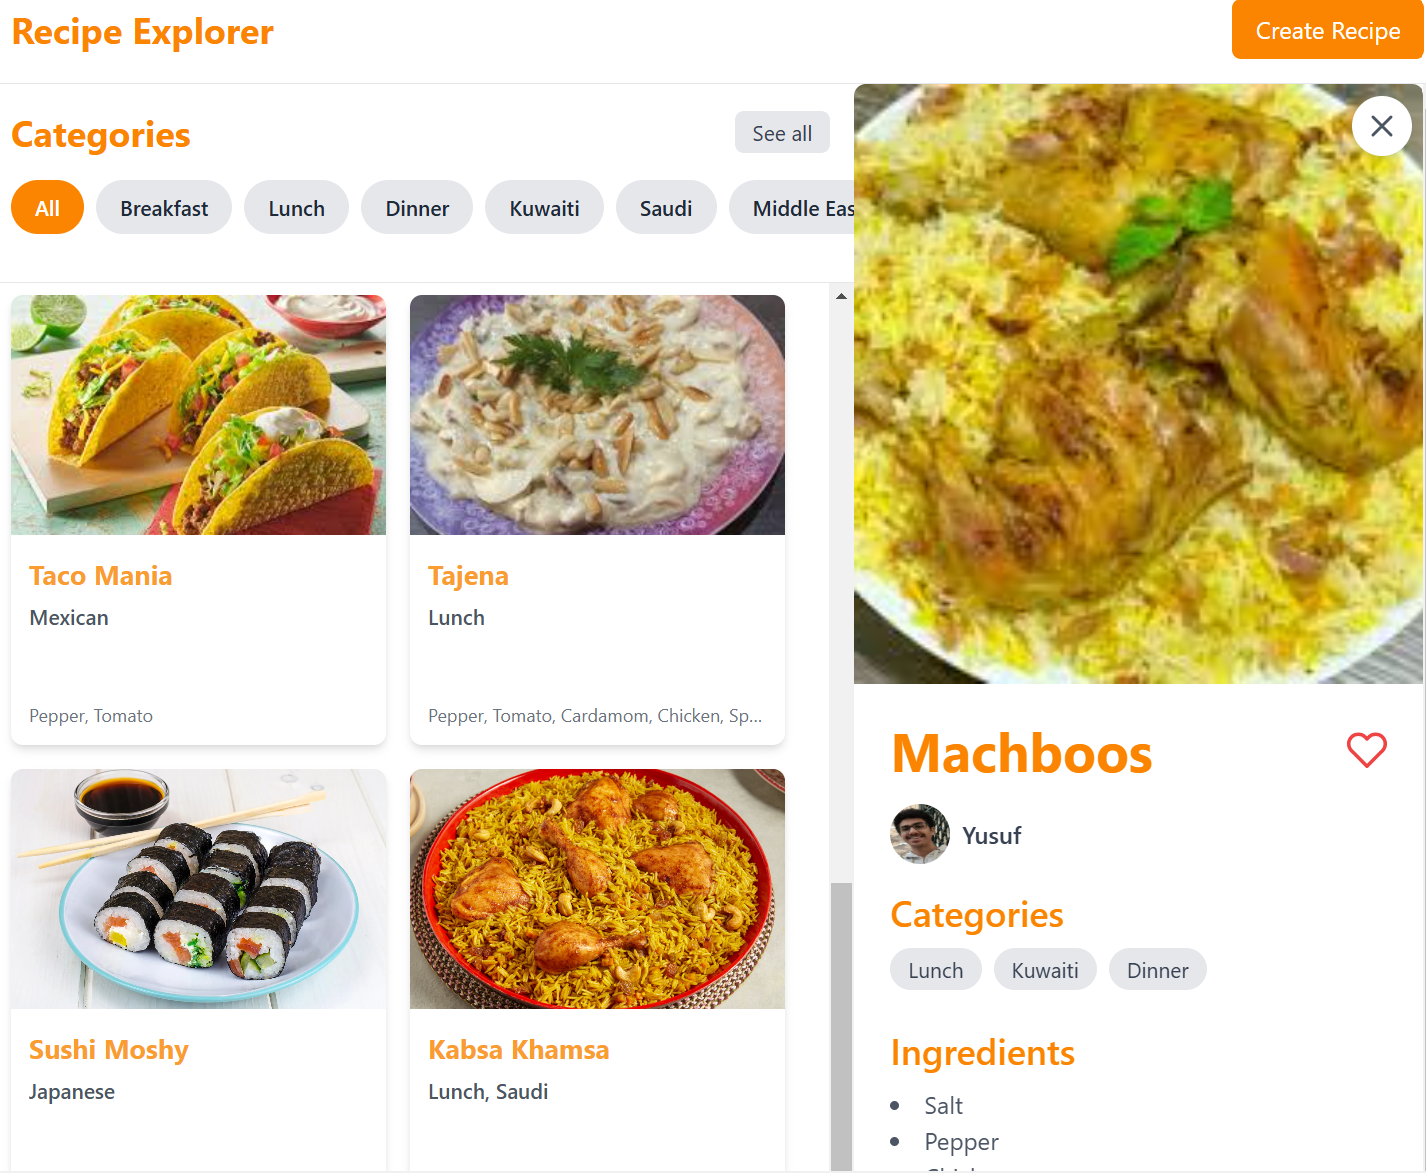 Recipe Explorer
Create Recipe
Categories
See all
All
Breakfast
Lunch
Dinner
Kuwaiti
Saudi
Middle Eas
Taco Mania
Mexican
Pepper, Tomato
Tajena
Lunch
Pepper, Tomato, Cardamom, Chicken, Sp...
Sushi Moshy
Japanese
Kabsa Khamsa
Lunch, Saudi
Machboos
Yusuf
Categories
Lunch
Kuwaiti
Dinner
Ingredients
Salt
Pepper